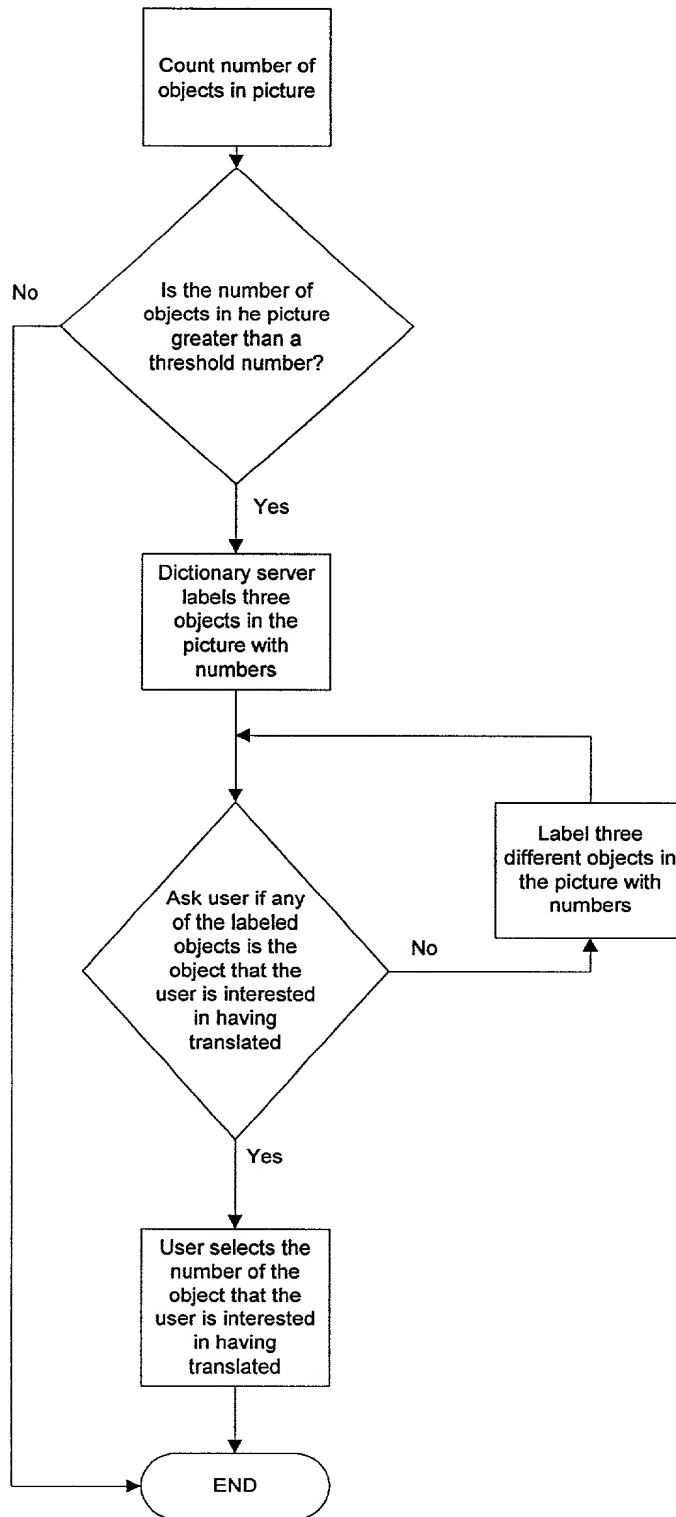 Count number of
objects in picture
No
Is the number of
objects in he picture
greater than a
threshold number?
Yes
Dictionary server
labels three
objects in the
picture with
numbers
Label three
different objects in
the picture with
numbers
Ask user if any
of the labeled
objects is the
object that the
user is interested
in having
translated
No
Yes
User selects the
number of the
object that the
user is interested
in having
translated
END